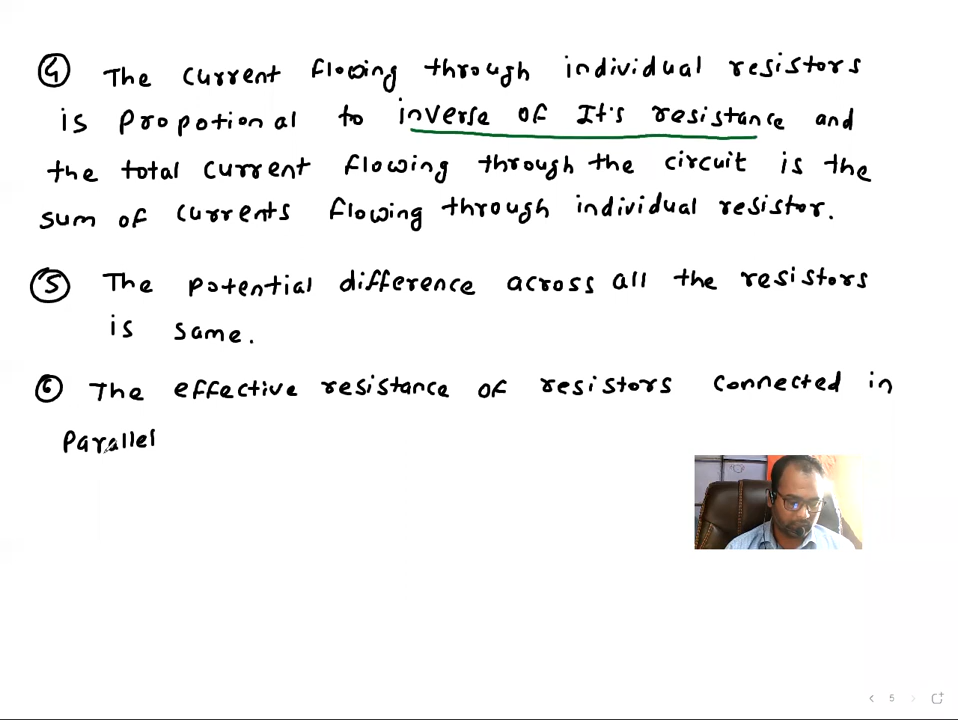 ④ The current flowing through individual resistors
is propotional to inverse of It's resistance and
the total current flowing through the circuit is the
sum of currents flowing through individual resistor.
⑤ The potential difference across all the resistors
is same.
⑥ The effective resistance of resistors connected in
parallel
< 5 >